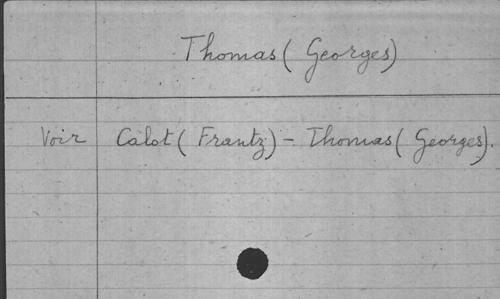 Thomas (Georges)
Voir Calot (Frantz) - Thomas (Georges).